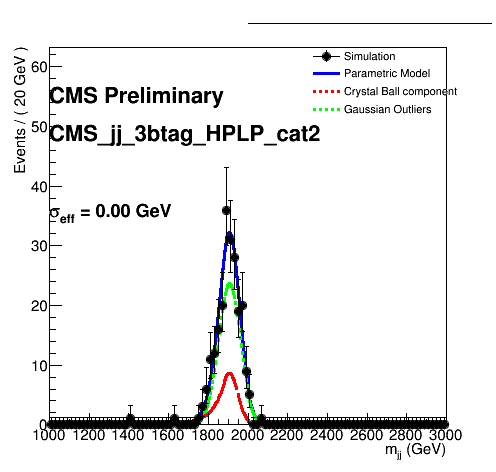 Simulation
Parametric Model
Crystal Ball component
Gaussian Outliers
CMS Preliminary
CMS_jj_3btag_HPLP_cat2
σeff = 0.00 GeV
Events / ( 20 GeV )
60
50
40
30
20
10
0
1000 1200 1400 1600 1800 2000 2200 2400 2600 2800 3000
mjj (GeV)